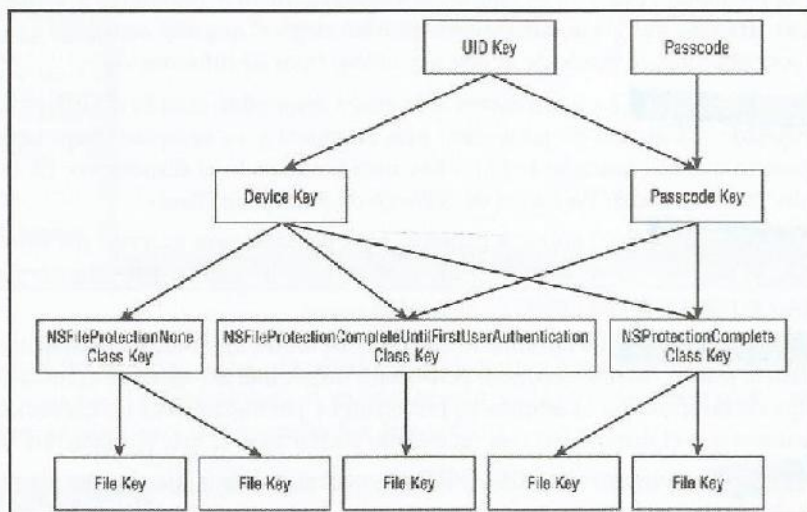 UID Key
Passcode
Device Key
Passcode Key
NSFileProtectionNone
Class Key
NSFileProtectionCompleteUntilFirstUserAuthentication
Class Key
NSProtectionComplete
Class Key
File Key
File Key
File Key
File Key
File Key